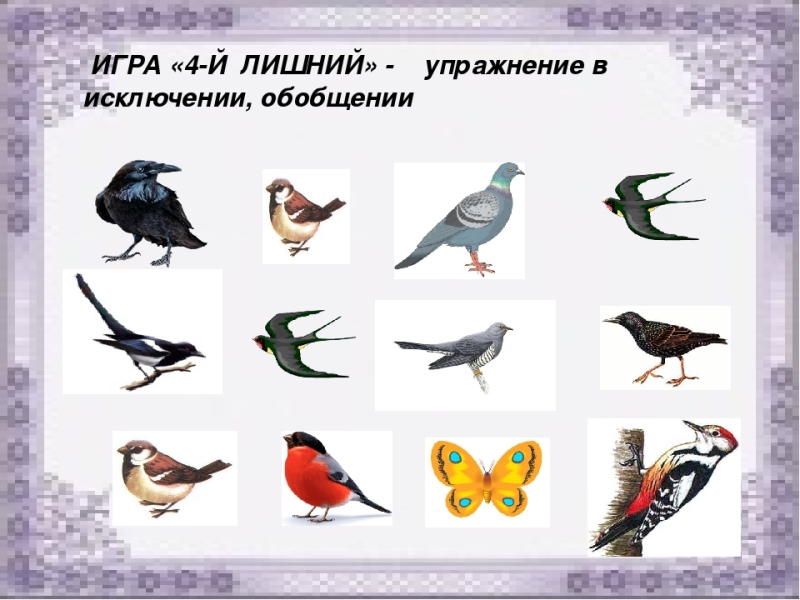 ИГРА «4-Й ЛИШНИЙ» - упражнение в
исключении, обобщении